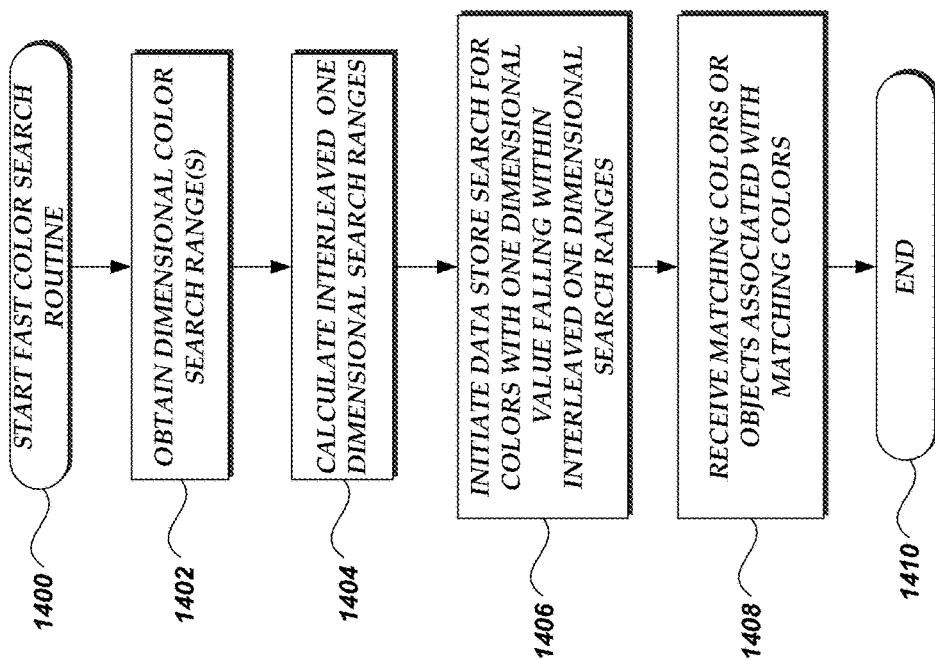 START FAST COLOR SEARCH
ROUTINE
1400
OBTAIN DIMENSIONAL COLOR
SEARCH RANGE(S)
1402
CALCULATE INTERLEAVED ONE
DIMENSIONAL SEARCH RANGES
1404
INITIATE DATA STORE SEARCH FOR
COLORS WITH ONE DIMENSIONAL
VALUE FALLING WITHIN
INTERLEAVED ONE DIMENSIONAL
SEARCH RANGES
1406
RECEIVE MATCHING COLORS OR
OBJECTS ASSOCIATED WITH
MATCHING COLORS
1408
END
1410